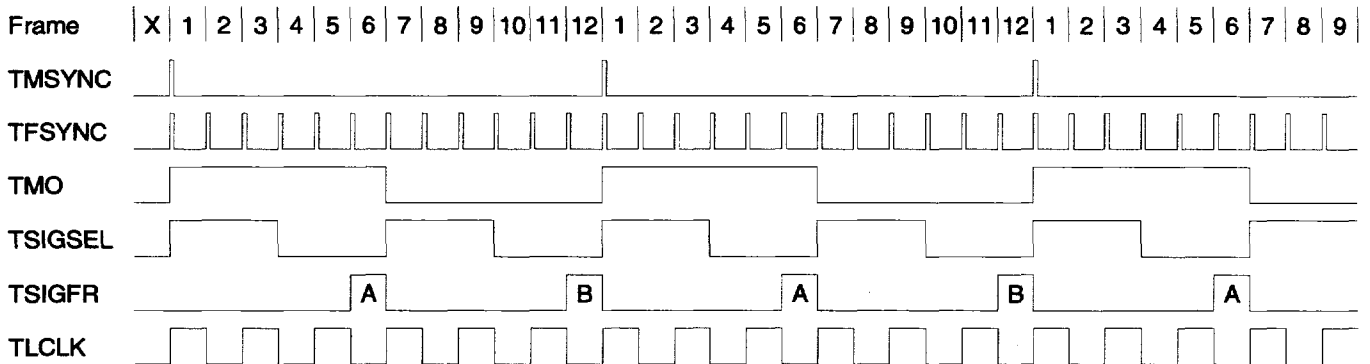 Frame X 1 2 3 4 5 6 7 8 9 10 11 12 1 2 3 4 5 6 7 8 9 10 11 12 1 2 3 4 5 6 7 8 9
TMSYNC
TFSYNC
TMO
TSIGSEL
TSIGFR A B A B A
TLCLK